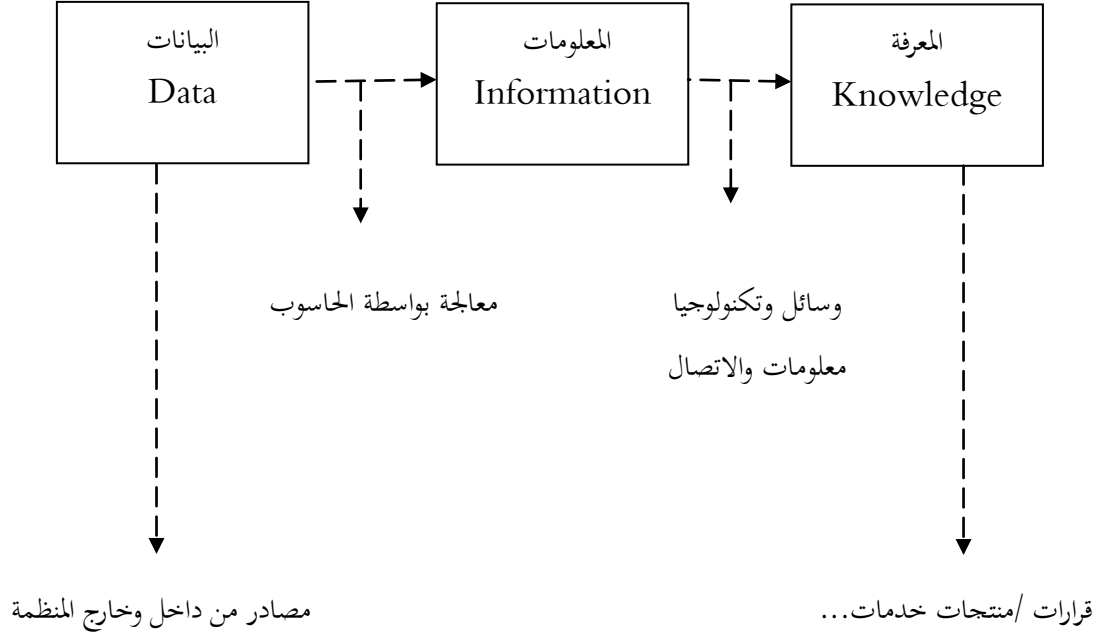 البيانات
Data
المعلومات
Information
المعرفة
Knowledge
معالجة بواسطة الحاسوب
وسائل وتكنولوجيا
معلومات والاتصال
مصادر من داخل وخارج المنظمة
قرارات /منتجات خدمات...